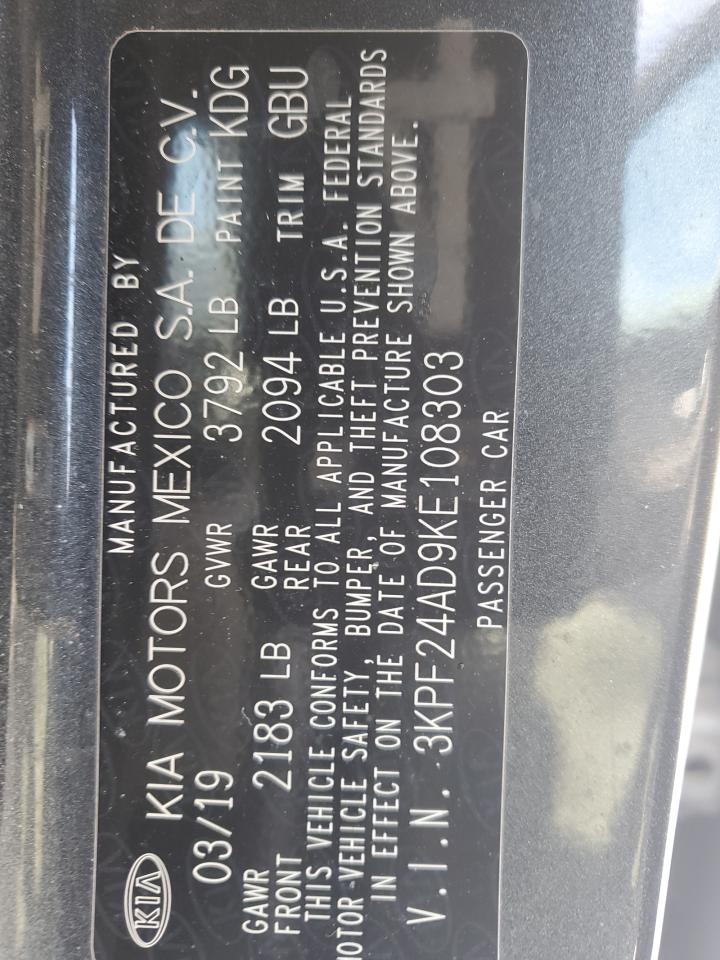 MANUFACTURED BY
KIA KIA MOTORS MEXICO S.A. DE C.V.
03/19 GVWR 3792 LB PAINT KDG
GAWR FRONT 2183 LB GAWR REAR 2094 LB TRIM GBU
THIS VEHICLE CONFORMS TO ALL APPLICABLE U.S.A. FEDERAL
MOTOR-VEHICLE SAFETY, BUMPER, AND THEFT PREVENTION STANDARDS
IN EFFECT ON THE DATE OF MANUFACTURE SHOWN ABOVE.
V.I.N. 3KPF24AD9KE108303
PASSENGER CAR